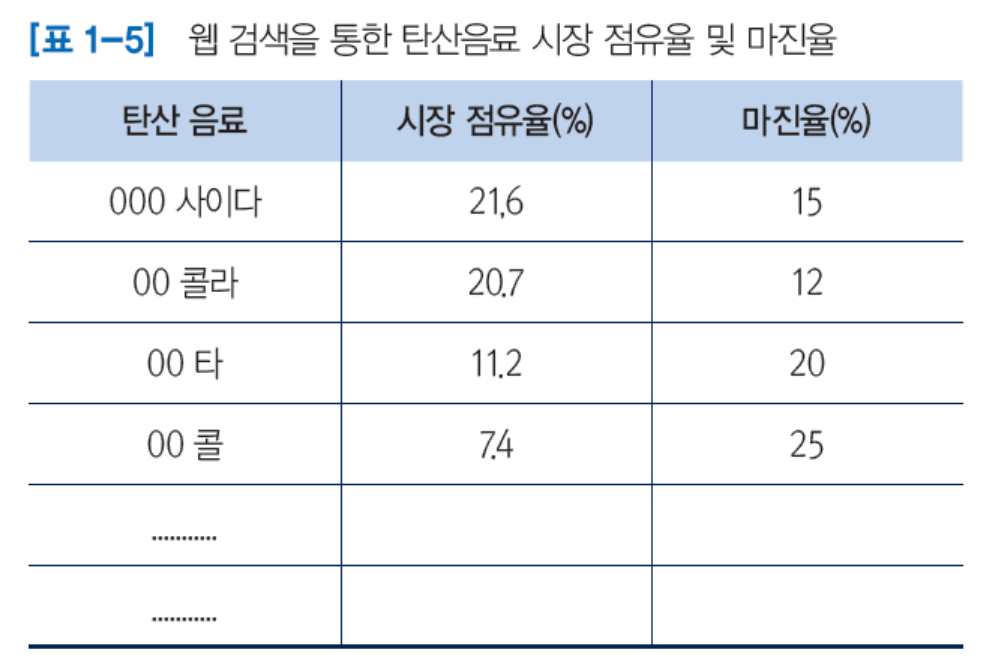 [표 1-5] 웹 검색을 통한 탄산음료 시장 점유율 및 마진율
탄산 음료 시장 점유율(%) 마진율(%)
000 사이다 21.6 15
00 콜라 20.7 12
00 타 11.2 20
00 콜 7.4 25
...........
...........